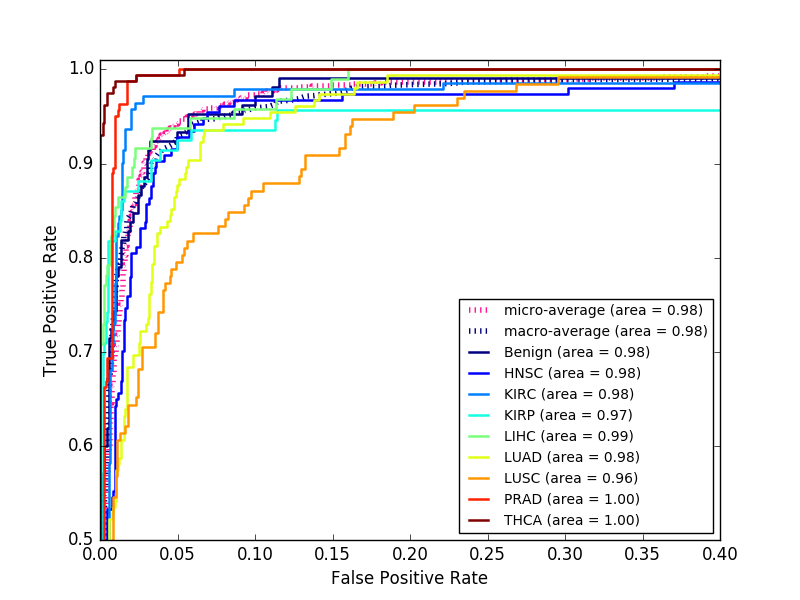 1.0
0.9
0.8
0.7
0.6
0.5
True Positive Rate
micro-average (area = 0.98)
macro-average (area = 0.98)
Benign (area = 0.98)
HNSC (area = 0.98)
KIRC (area = 0.98)
KIRP (area = 0.97)
LIHC (area = 0.99)
LUAD (area = 0.98)
LUSC (area = 0.96)
PRAD (area = 1.00)
THCA (area = 1.00)
0.00 0.05 0.10 0.15 0.20 0.25 0.30 0.35 0.40
False Positive Rate